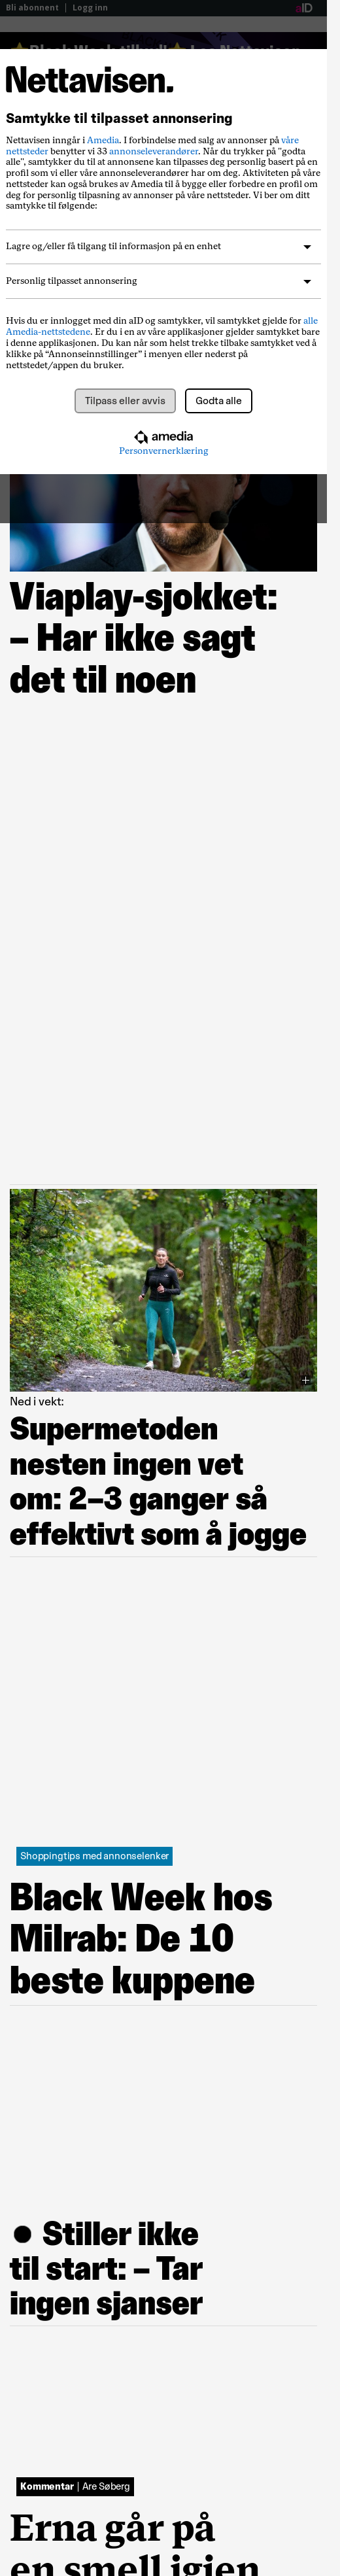 Bli abonnent | Logg inn
aID
Nettavisen.
Samtykke til tilpasset annonsering
Nettavisen inngår i Amedia. I forbindelse med salg av annonser på våre
nettsteder benytter vi 33 annonseleverandører. Når du trykker på "godta
alle", samtykker du til at annonsene kan tilpasses deg personlig basert på en
profil som vi eller våre annonseleverandører har om deg. Aktiviteten på våre
nettsteder kan også brukes av Amedia til å bygge eller forbedre en profil om
deg for personlig tilpasning av annonser på våre nettsteder. Vi ber om ditt
samtykke til følgende:
Lagre og/eller få tilgang til informasjon på en enhet
Personlig tilpasset annonsering
Hvis du er innlogget med din aID og samtykker, vil samtykket gjelde for alle
Amedia-nettstedene. Er du i en av våre applikasjoner gjelder samtykket bare
i denne applikasjonen. Du kan når som helst trekke tilbake samtykket ved å
klikke på “Annonseinnstillinger” i menyen eller nederst på
nettstedet/appen du bruker.
Tilpass eller avvis
Godta alle
amedia
Personvernerklæring
Viaplay-sjokket:
– Har ikke sagt
det til noen
Ned i vekt:
Supermetoden
nesten ingen vet
om: 2–3 ganger så
effektivt som å jogge
Shoppingtips med annonselenker
Black Week hos
Milrab: De 10
beste kuppene
● Stiller ikke
til start: – Tar
ingen sjanser
Kommentar | Are Søberg
Erna går på
en smell igjen